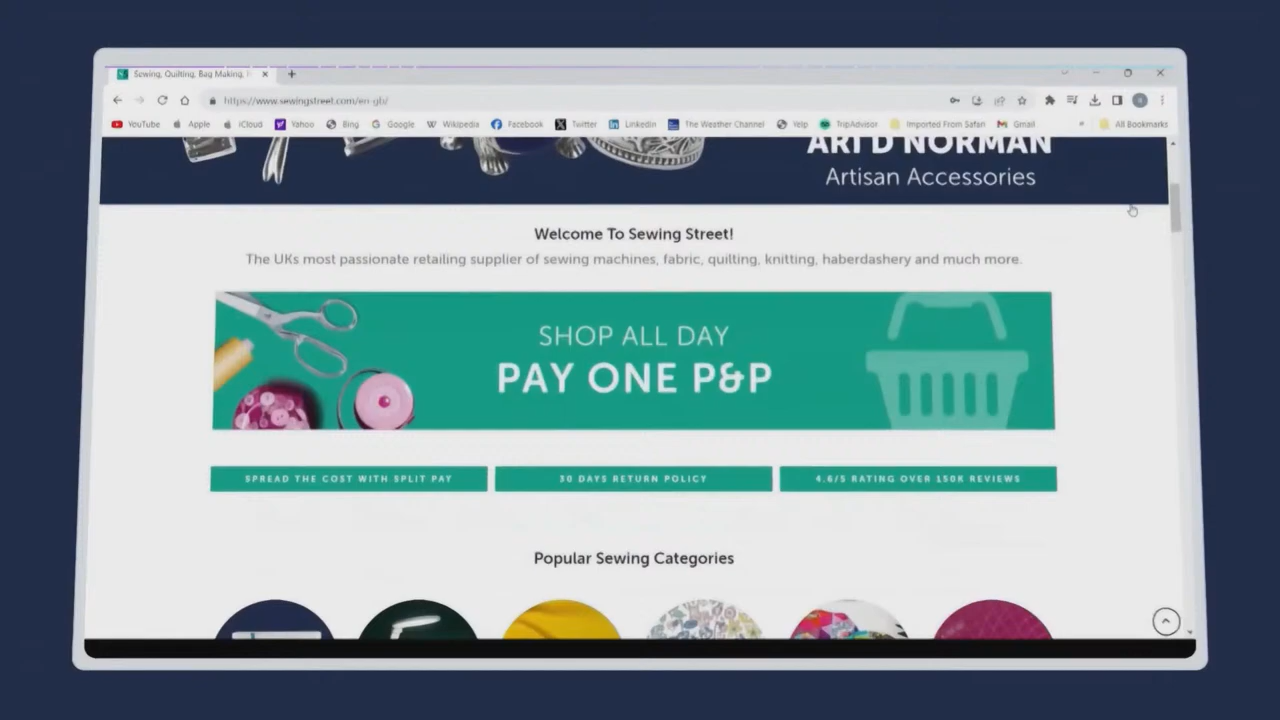 Sewing, Quilting, Bag Making,
https://www.sewingstreet.com/en-gb/
YouTube Apple iCloud Yahoo Bing Google Wikipedia Facebook Twitter LinkedIn The Weather Channel Yelp TripAdvisor Imported From Safari Gmail » All Bookmarks
ARI D NORMAN
Artisan Accessories
Welcome To Sewing Street!
The UKs most passionate retailing supplier of sewing machines, fabric, quilting, knitting, haberdashery and much more.
SHOP ALL DAY
PAY ONE P&P
SPREAD THE COST WITH SPLIT PAY
30 DAYS RETURN POLICY
4.6/5 RATING OVER 150K REVIEWS
Popular Sewing Categories